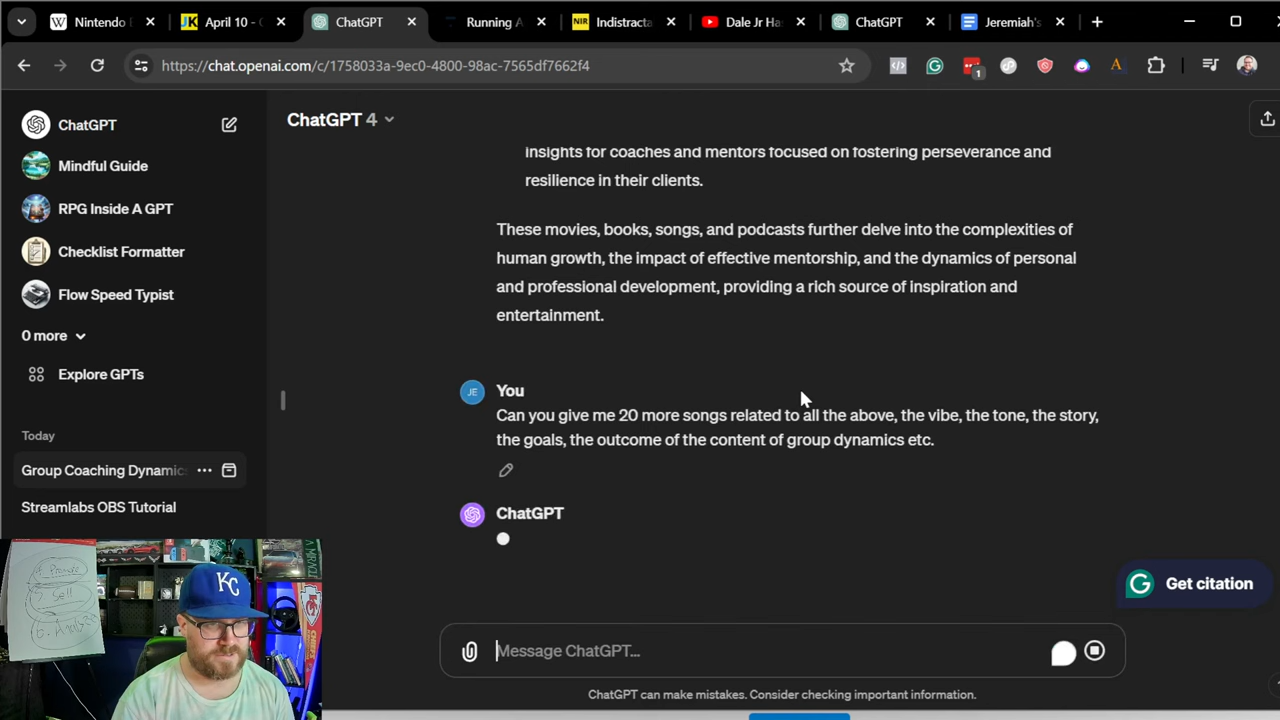 Nintendo E
April 10 - C
ChatGPT
Running A
NIR
Indistracta
Dale Jr Ha
ChatGPT
Jeremiah's
https://chat.openai.com/c/1758033a-9ec0-4800-98ac-7565df7662f4
1
ChatGPT
Mindful Guide
RPG Inside A GPT
Checklist Formatter
Flow Speed Typist
0 more
Explore GPTs
Today
Group Coaching Dynamic
Streamlabs OBS Tutorial
ChatGPT 4
insights for coaches and mentors focused on fostering perseverance and
resilience in their clients.
These movies, books, songs, and podcasts further delve into the complexities of
human growth, the impact of effective mentorship, and the dynamics of personal
and professional development, providing a rich source of inspiration and
entertainment.
JE
You
Can you give me 20 more songs related to all the above, the vibe, the tone, the story,
the goals, the outcome of the content of group dynamics etc.
ChatGPT
Get citation
Message ChatGPT...
ChatGPT can make mistakes. Consider checking important information.
KC